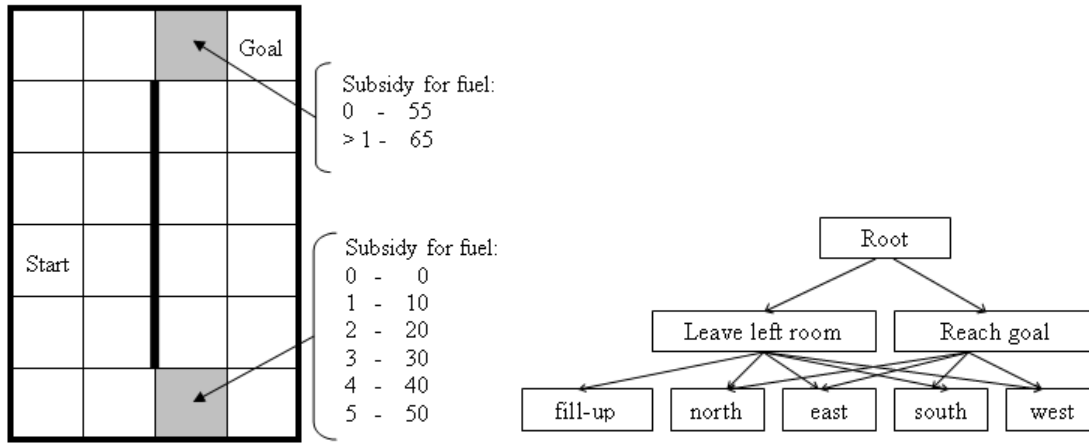 Goal
Subsidy for fuel:
0 - 55
> 1 - 65
Start
Subsidy for fuel:
0 - 0
1 - 10
2 - 20
3 - 30
4 - 40
5 - 50
Root
Leave left room
Reach goal
fill-up
north
east
south
west